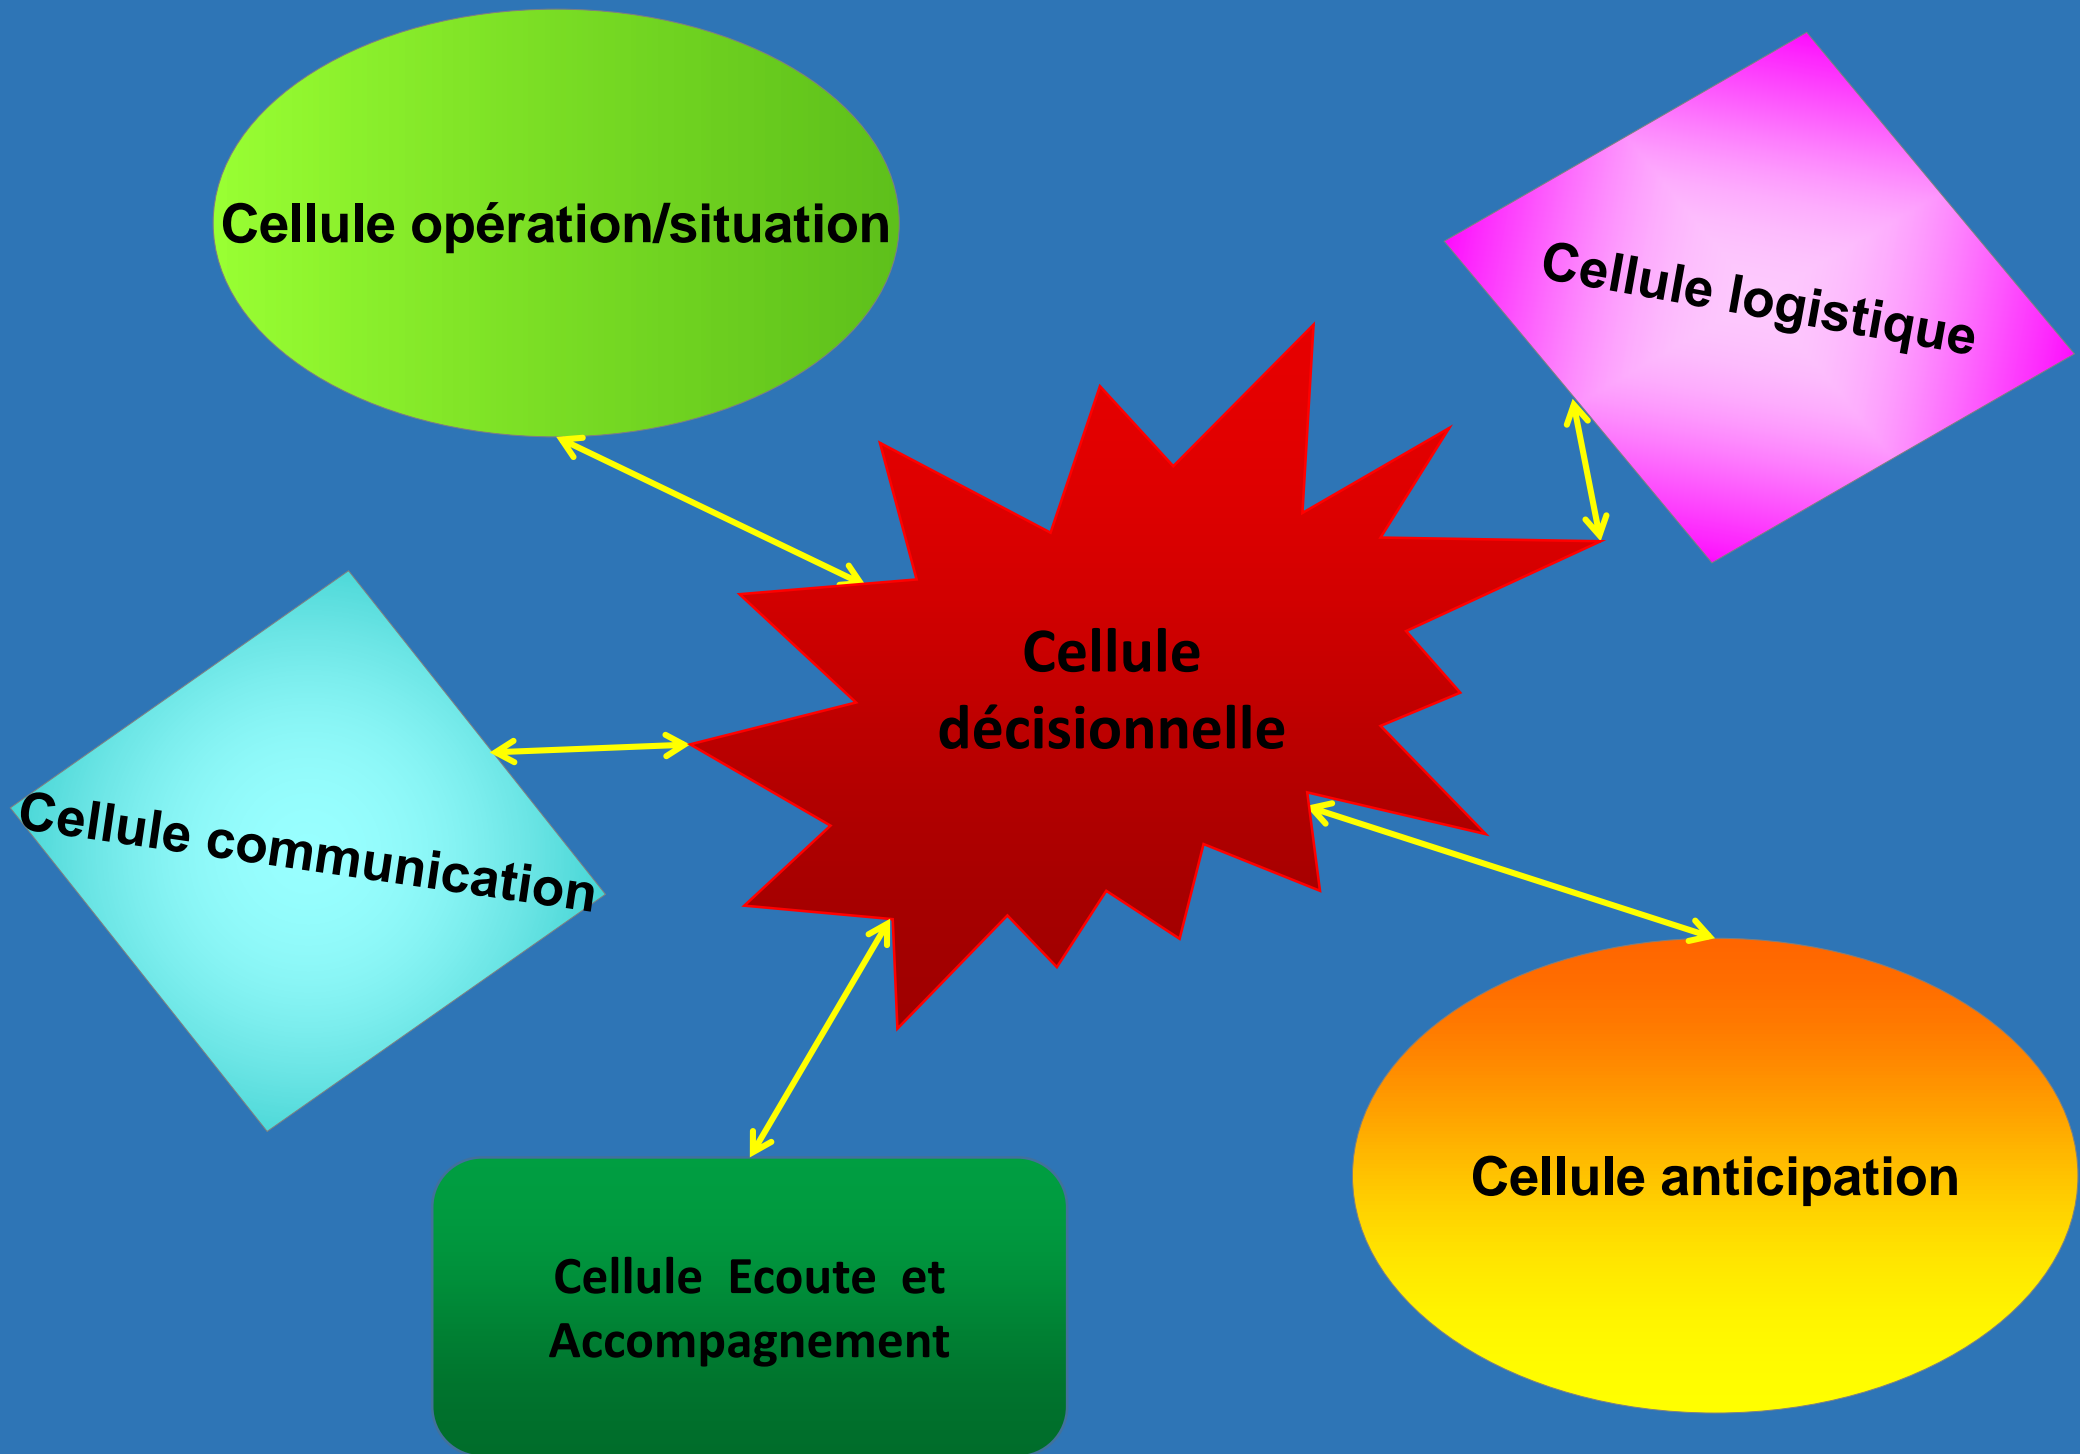 Cellule opération/situation
Cellule logistique
Cellule
décisionnelle
Cellule communication
Cellule anticipation
Cellule Ecoute et
Accompagnement